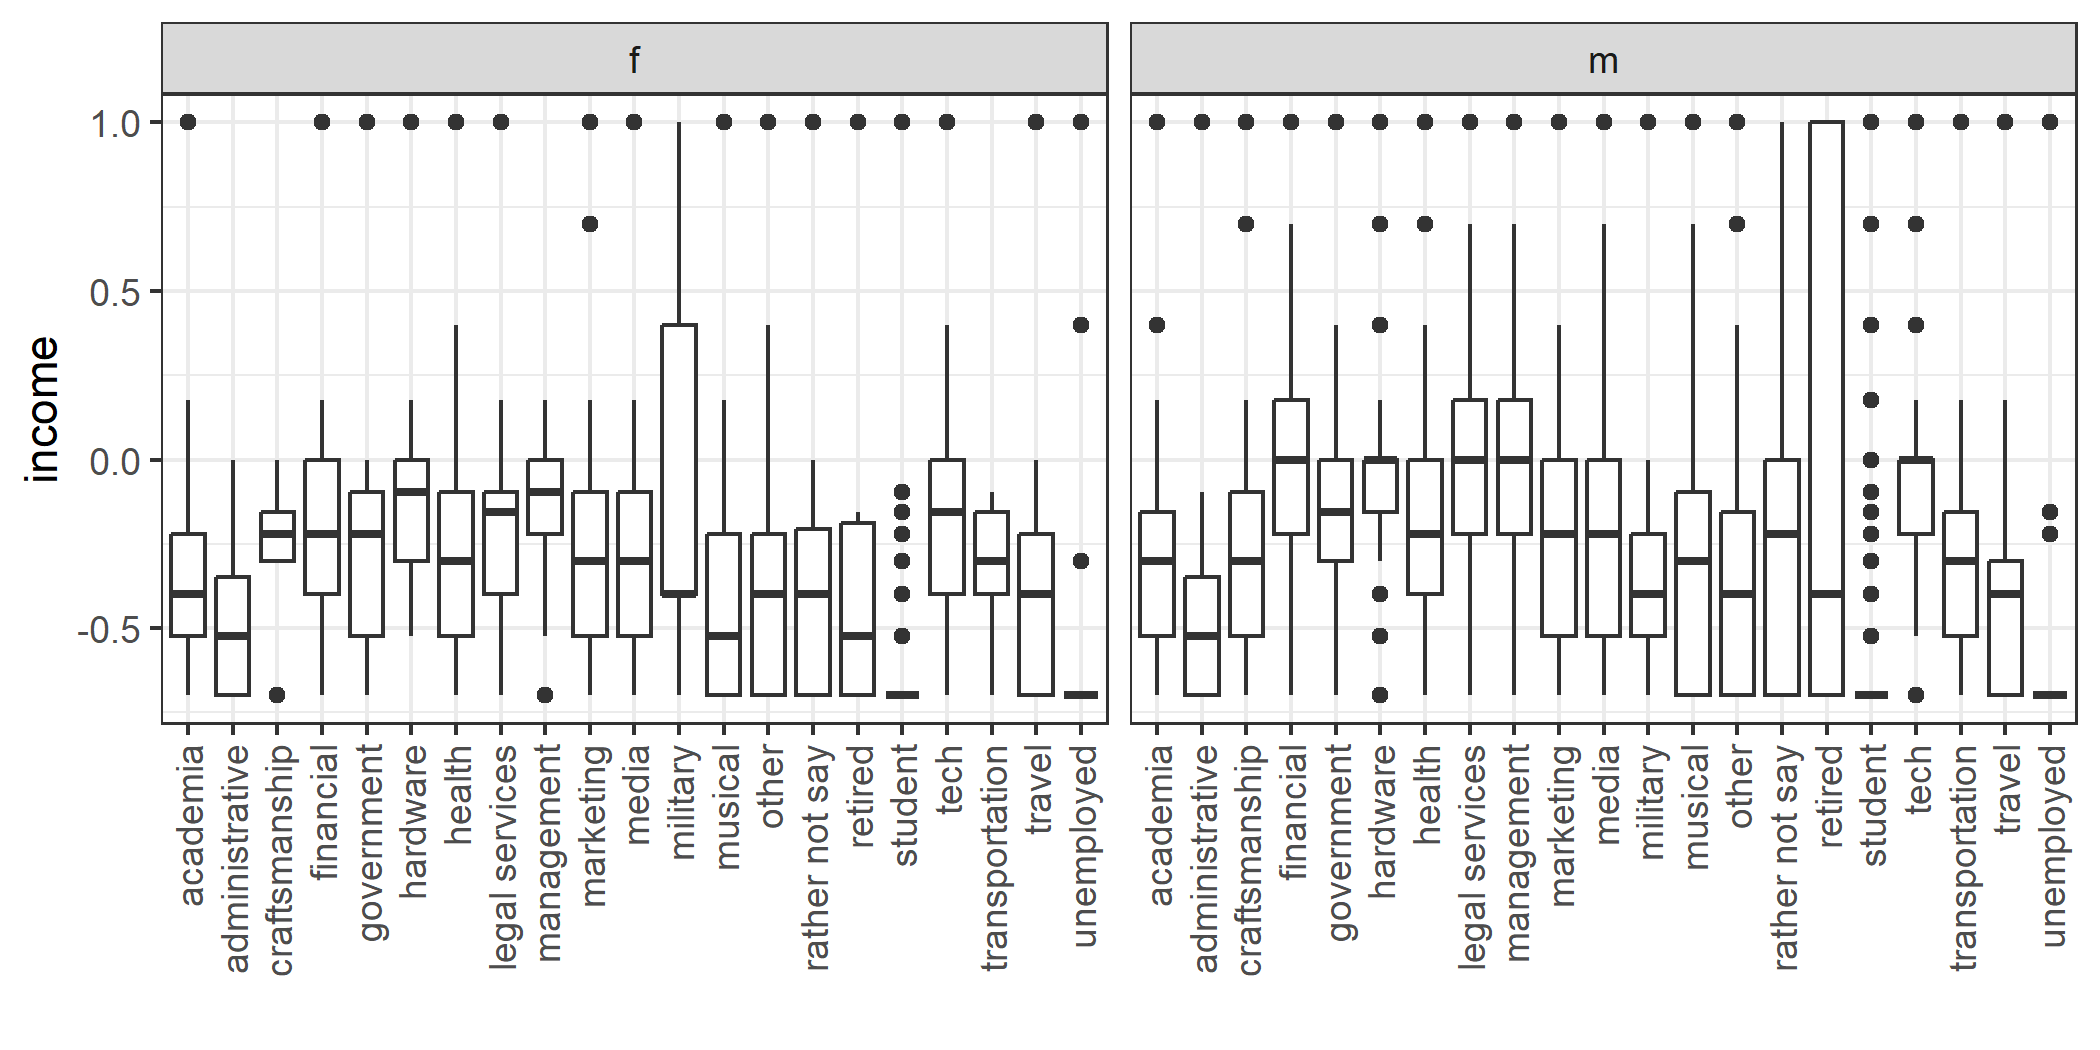 f
m
income
1.0
0.5
0.0
-0.5
academia
administrative
craftsmanship
financial
government
hardware
health
legal services
management
marketing
media
military
musical
other
rather not say
retired
student
tech
transportation
travel
unemployed
academia
administrative
craftsmanship
financial
government
hardware
health
legal services
management
marketing
media
military
musical
other
rather not say
retired
student
tech
transportation
travel
unemployed